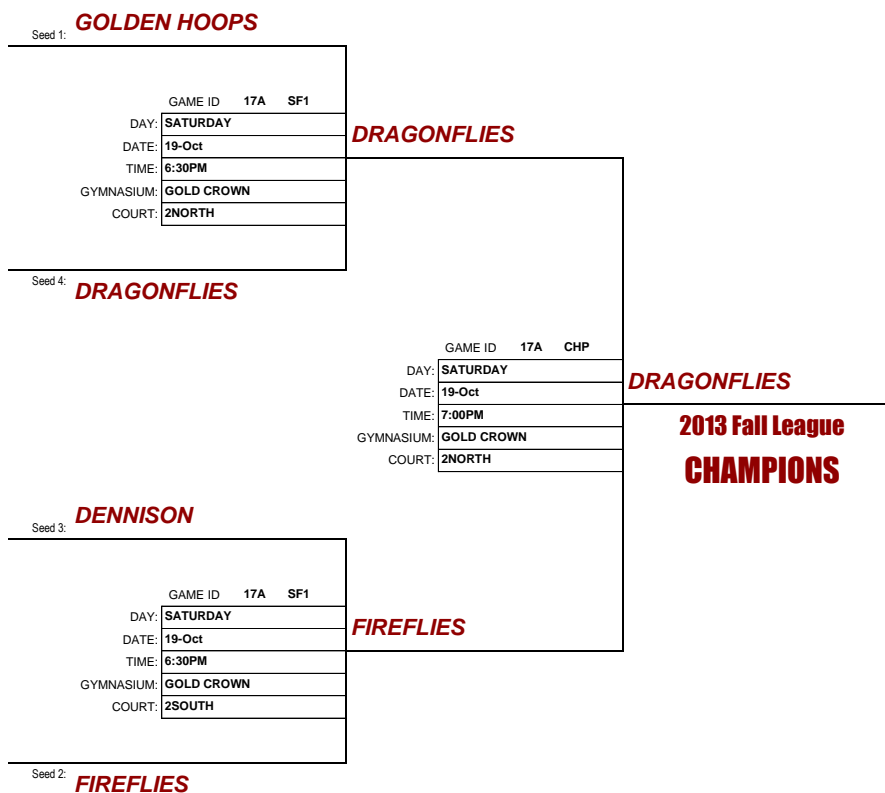 Seed 1: GOLDEN HOOPS
GAME ID 17A SF1
DAY: SATURDAY
DATE: 19-Oct
TIME: 6:30PM
GYMNASIUM: GOLD CROWN
COURT: 2NORTH
DRAGONFLIES
Seed 4: DRAGONFLIES
GAME ID 17A CHP
DAY: SATURDAY
DATE: 19-Oct
TIME: 7:00PM
GYMNASIUM: GOLD CROWN
COURT: 2NORTH
DRAGONFLIES
2013 Fall League
CHAMPIONS
Seed 3: DENNISON
GAME ID 17A SF1
DAY: SATURDAY
DATE: 19-Oct
TIME: 6:30PM
GYMNASIUM: GOLD CROWN
COURT: 2SOUTH
FIREFLIES
Seed 2: FIREFLIES